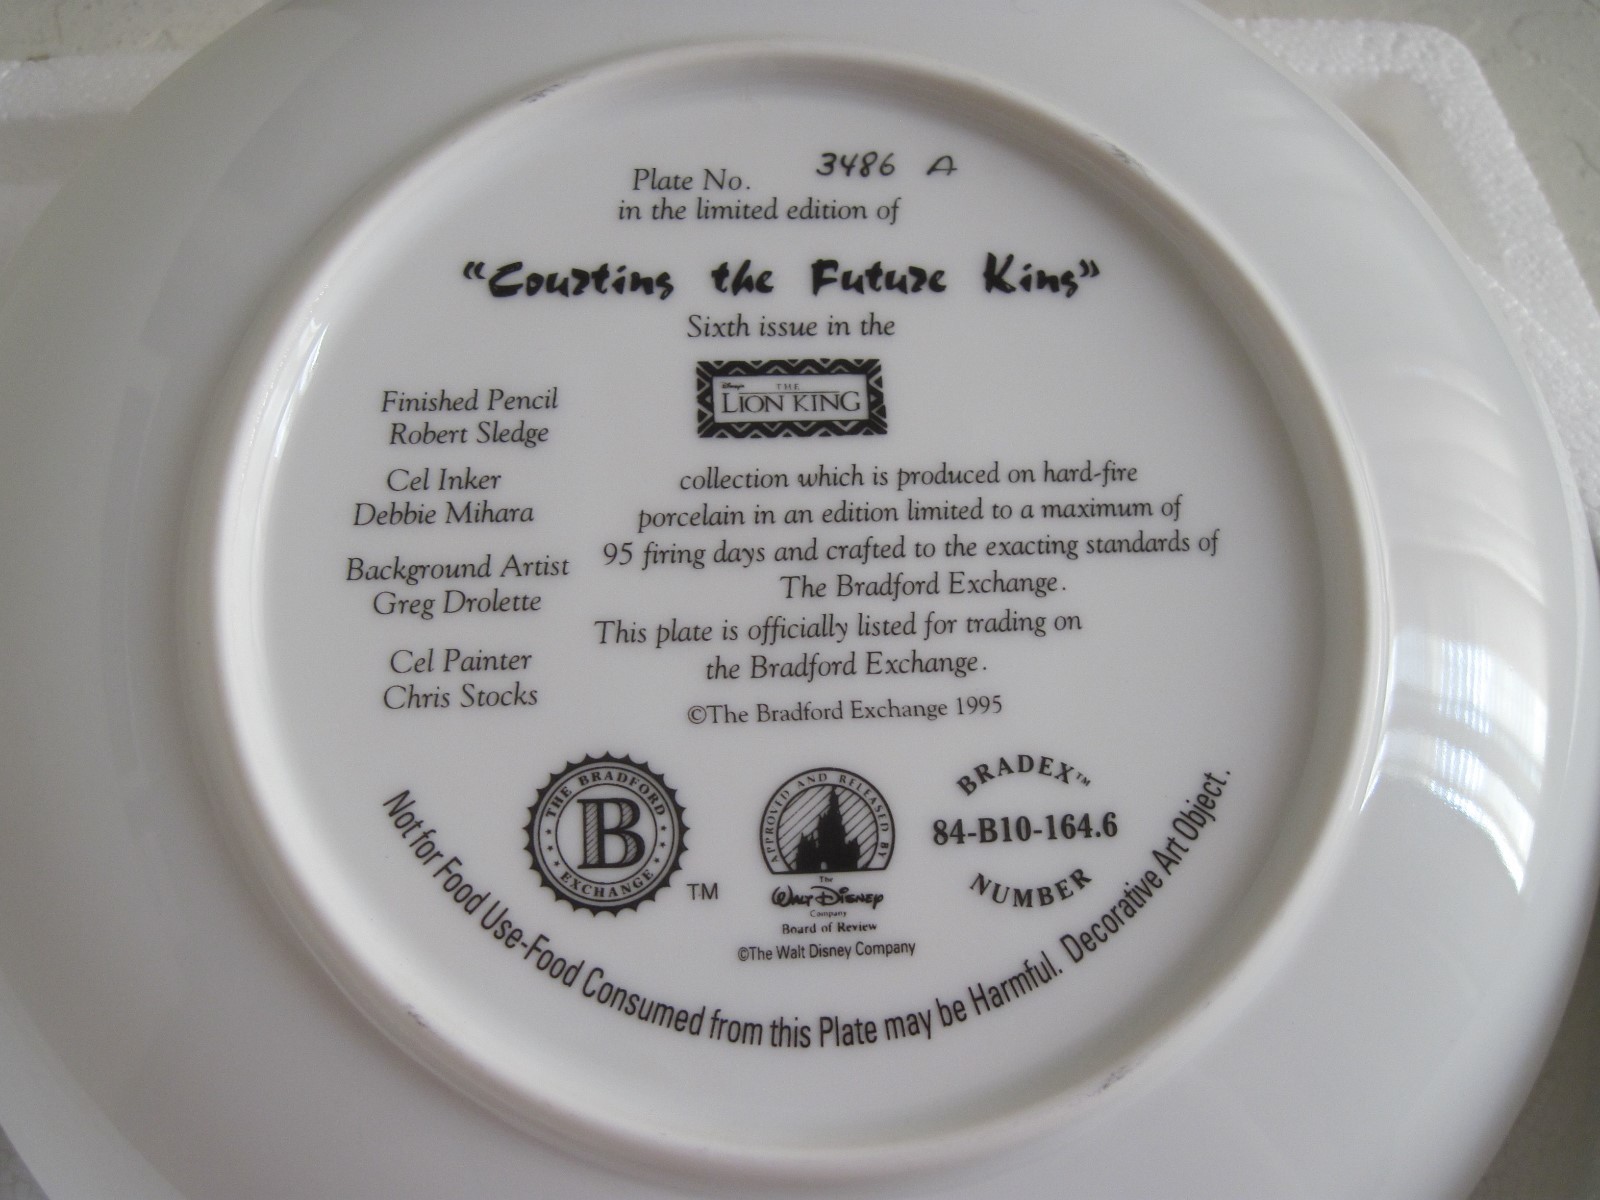 Plate No. 3486 A
in the limited edition of
"Courting the Future King"
Sixth issue in the
Disney's
THE
LION KING
Finished Pencil
Robert Sledge
Cel Inker
Debbie Mihara
Background Artist
Greg Drolette
Cel Painter
Chris Stocks
collection which is produced on hard-fire
porcelain in an edition limited to a maximum of
95 firing days and crafted to the exacting standards of
The Bradford Exchange.
This plate is officially listed for trading on
the Bradford Exchange.
©The Bradford Exchange 1995
THE BRADFORD
B
EXCHANGE
TM
APPROVED AND RELEASED BY
The
WALT DISNEY
Company
Board of Review
©The Walt Disney Company
BRADEX™
84-B10-164.6
NUMBER
Not for Food Use-Food Consumed from this Plate may be Harmful. Decorative Art Object.